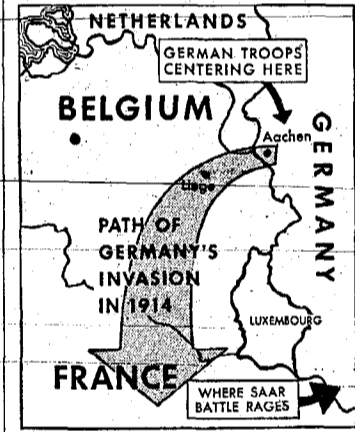 NETHERLANDS
GERMAN TROOPS
CENTERING HERE
BELGIUM
GERMANY
Aachen
Liege
PATH OF
GERMANY'S
INVASION
IN 1914
LUXEMBOURG
FRANCE
WHERE SAAR
BATTLE RAGES